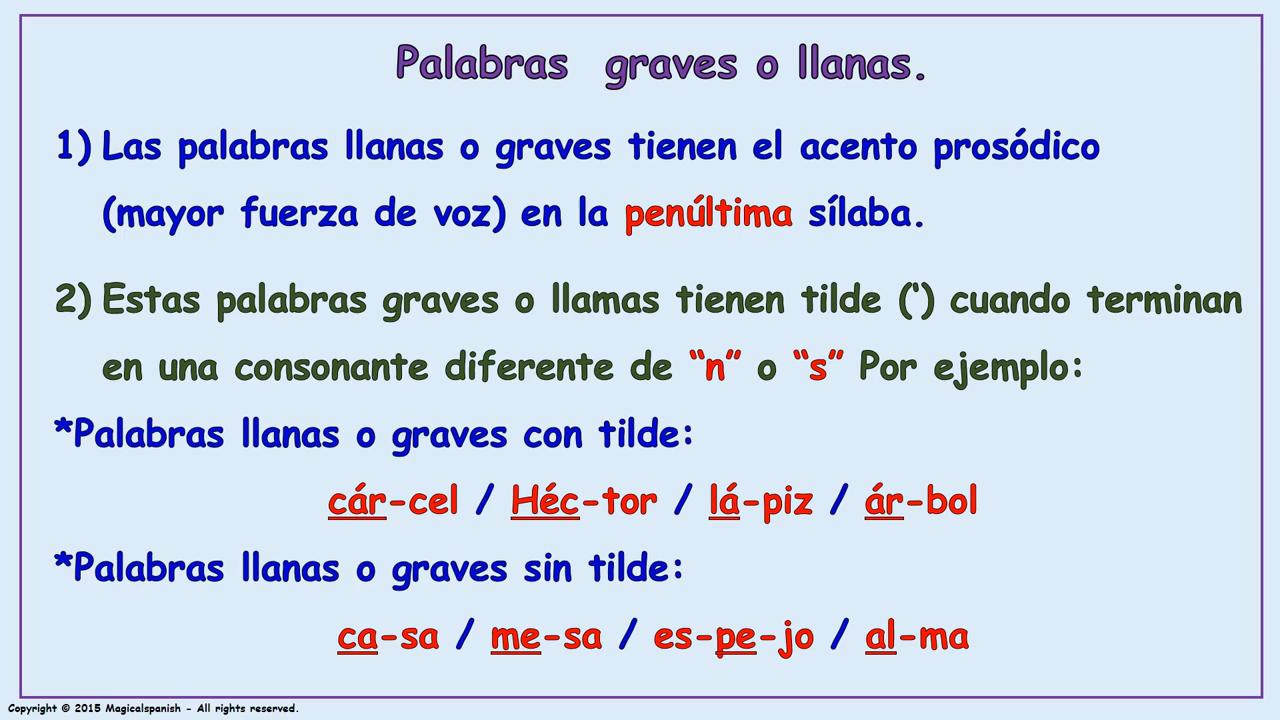 Palabras graves o llanas.
1) Las palabras llanas o graves tienen el acento prosódico
(mayor fuerza de voz) en la penúltima sílaba.
2) Estas palabras graves o llamas tienen tilde (‘) cuando terminan
en una consonante diferente de “n” o “s” Por ejemplo:
*Palabras llanas o graves con tilde:
cár-cel / Héc-tor / lá-piz / ár-bol
*Palabras llanas o graves sin tilde:
ca-sa / me-sa / es-pe-jo / al-ma
Copyright © 2015 Magicalspanish - All rights reserved.